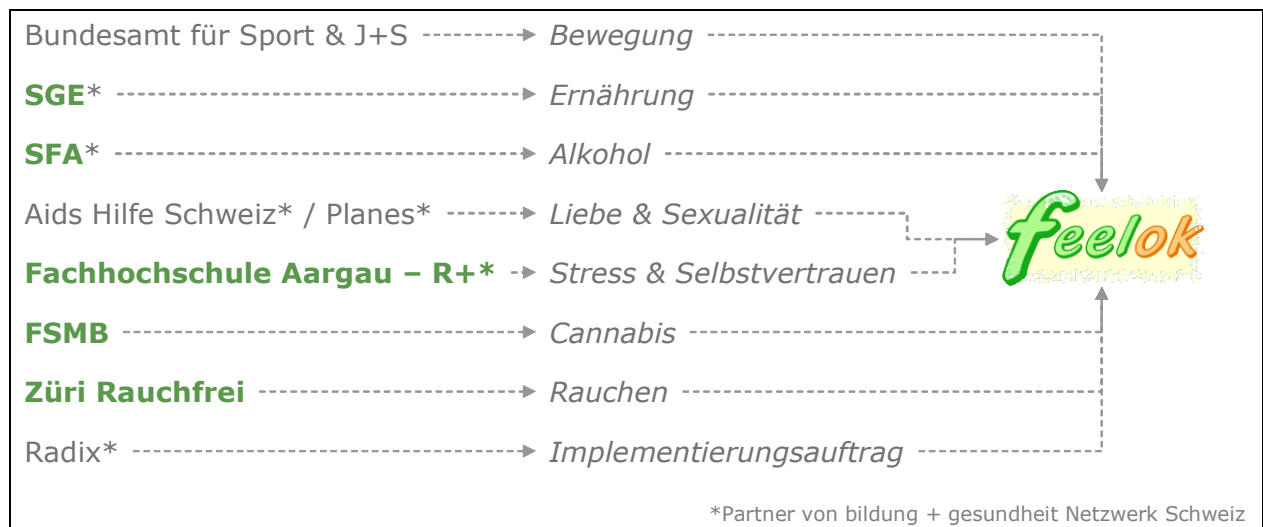 Bundesamt für Sport & J+S Bewegung
SGE* Ernährung
SFA* Alkohol
Aids Hilfe Schweiz* / Planes* Liebe & Sexualität
feelok
Fachhochschule Aargau – R+* Stress & Selbstvertrauen
FSMB Cannabis
Züri Rauchfrei Rauchen
Radix* Implementierungsauftrag
*Partner von bildung + gesundheit Netzwerk Schweiz